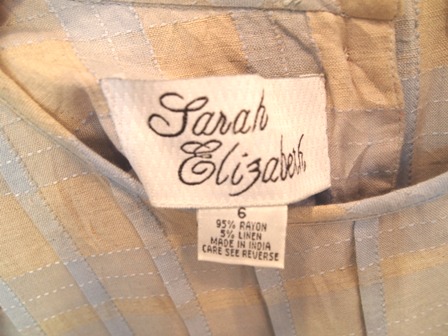 Sarah
Elizabeth
6
95% RAYON
5% LINEN
MADE IN INDIA
CARE SEE REVERSE